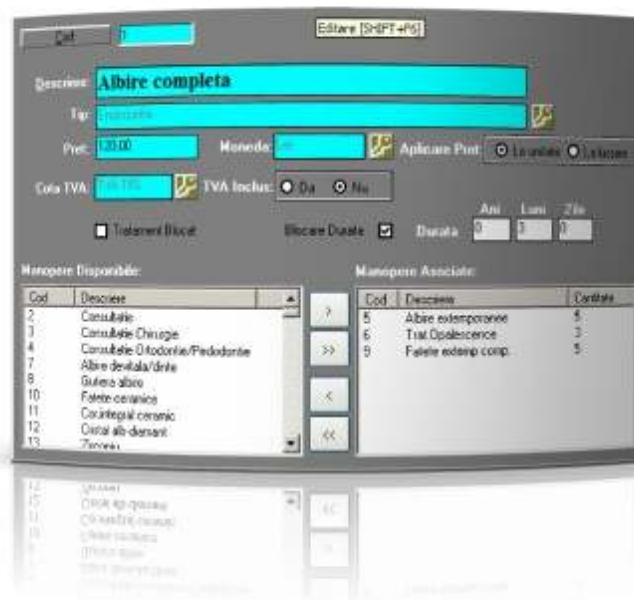 Cod
Editare [SHIFT+F6]
Descriere: Albire completa
Tip:
Pret: 120.00 Moneda: Aplicare Pret: La unitate
Cota TVA: TVA Inclus: Da Nu
Ani Luni Zile
Tratament Blocat Blocare Durata Durata 0 3 0
Manopere Disponibile: Manopere Asociate:
Cod Descriere Cod Descriere Cantitate
2 Consultatie 5 Albire extemporanee 5
3 Consultatie Chirurgie 6 Trat.Opalescence 3
4 Consultatie Ortodontie/Pedodontie 9 Fatete extemp comp. 5
7 Albire devitala/dinte
8 Gutiera albire
10 Fatete ceramica
11 Cor.integral ceramic
12 Cristal alb-diamant
13 Zirconiu
> >> < <<